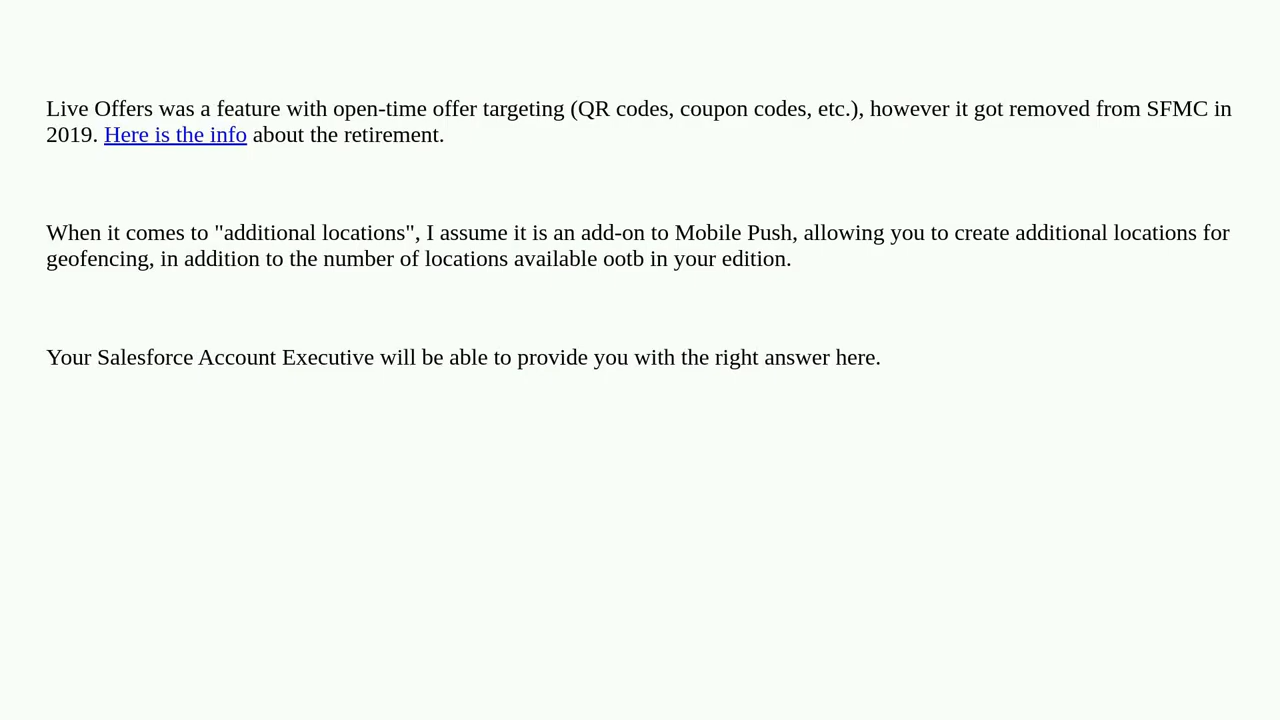 Live Offers was a feature with open-time offer targeting (QR codes, coupon codes, etc.), however it got removed from SFMC in
2019. Here is the info about the retirement.
When it comes to "additional locations", I assume it is an add-on to Mobile Push, allowing you to create additional locations for
geofencing, in addition to the number of locations available ootb in your edition.
Your Salesforce Account Executive will be able to provide you with the right answer here.